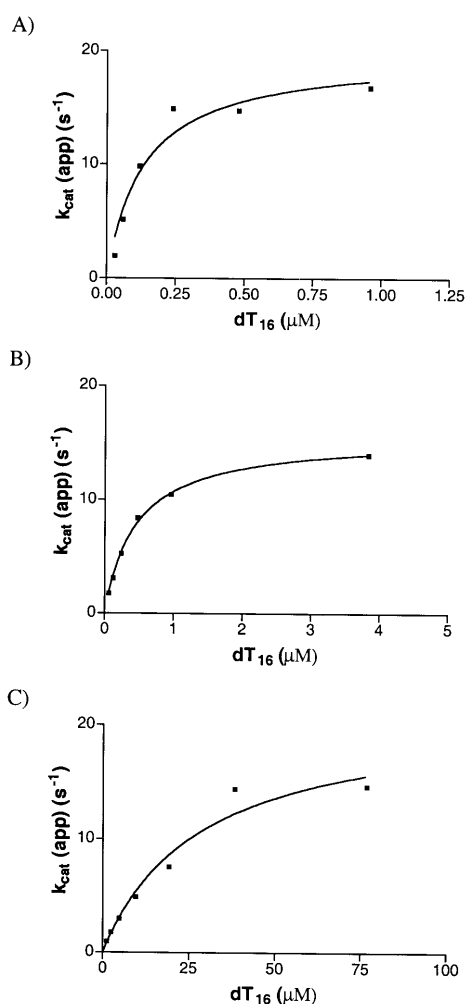 A)
20
10
0
k_cat (app) (s⁻¹)
0.00 0.25 0.50 0.75 1.00 1.25
dT₁₆ (μM)
B)
20
10
0
k_cat (app) (s⁻¹)
0 1 2 3 4 5
dT₁₆ (μM)
C)
20
10
0
k_cat (app) (s⁻¹)
0 25 50 75 100
dT₁₆ (μM)